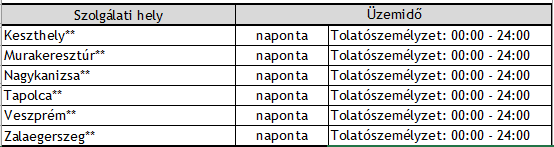 Szolgálati hely Üzemidő
Keszthely** naponta Tolatószemélyzet: 00:00 - 24:00
Murakeresztúr** naponta Tolatószemélyzet: 00:00 - 24:00
Nagykanizsa** naponta Tolatószemélyzet: 00:00 - 24:00
Tapolca** naponta Tolatószemélyzet: 00:00 - 24:00
Veszprém** naponta Tolatószemélyzet: 00:00 - 24:00
Zalaegerszeg** naponta Tolatószemélyzet: 00:00 - 24:00